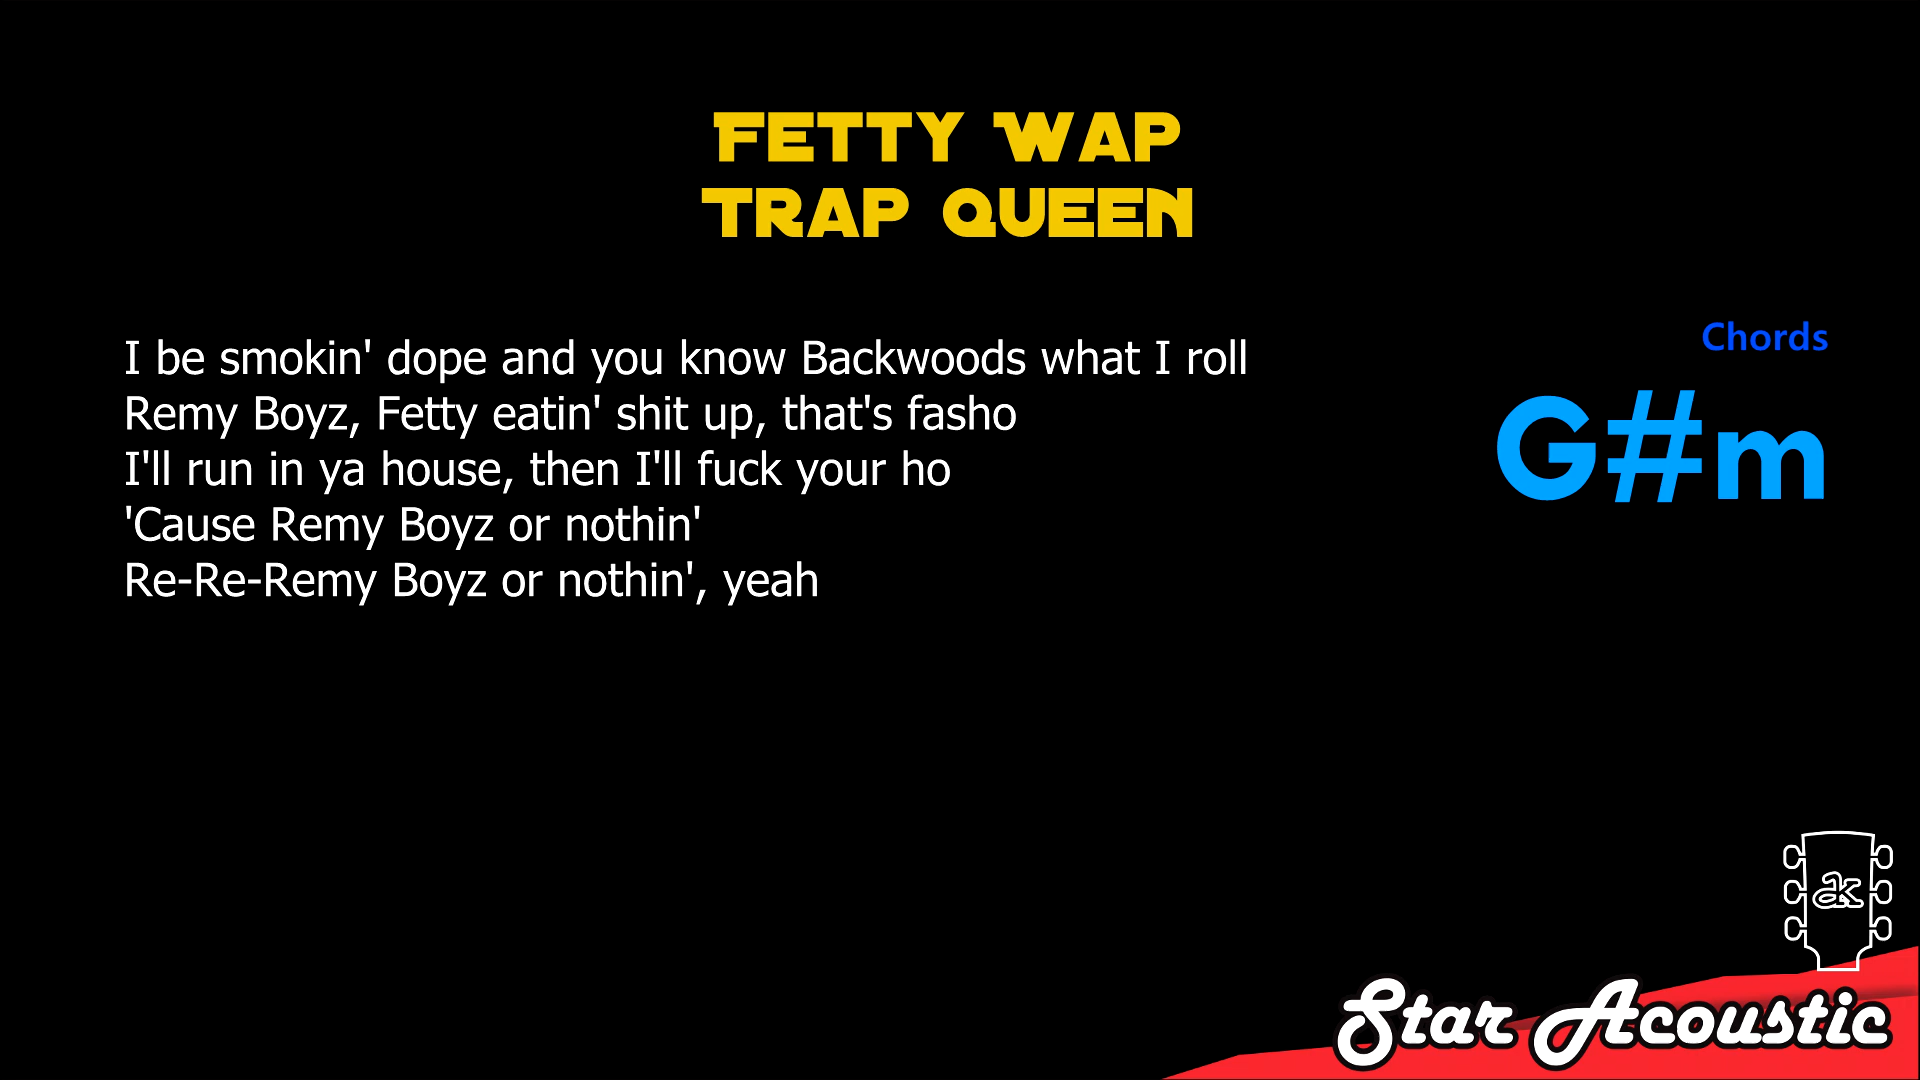 Fetty Wap
Trap Queen
Chords
I be smokin' dope and you know Backwoods what I roll
Remy Boyz, Fetty eatin' shit up, that's fasho
G#m
I'll run in ya house, then I'll fuck your ho
'Cause Remy Boyz or nothin'
Re-Re-Remy Boyz or nothin', yeah
ak
Star Acoustic